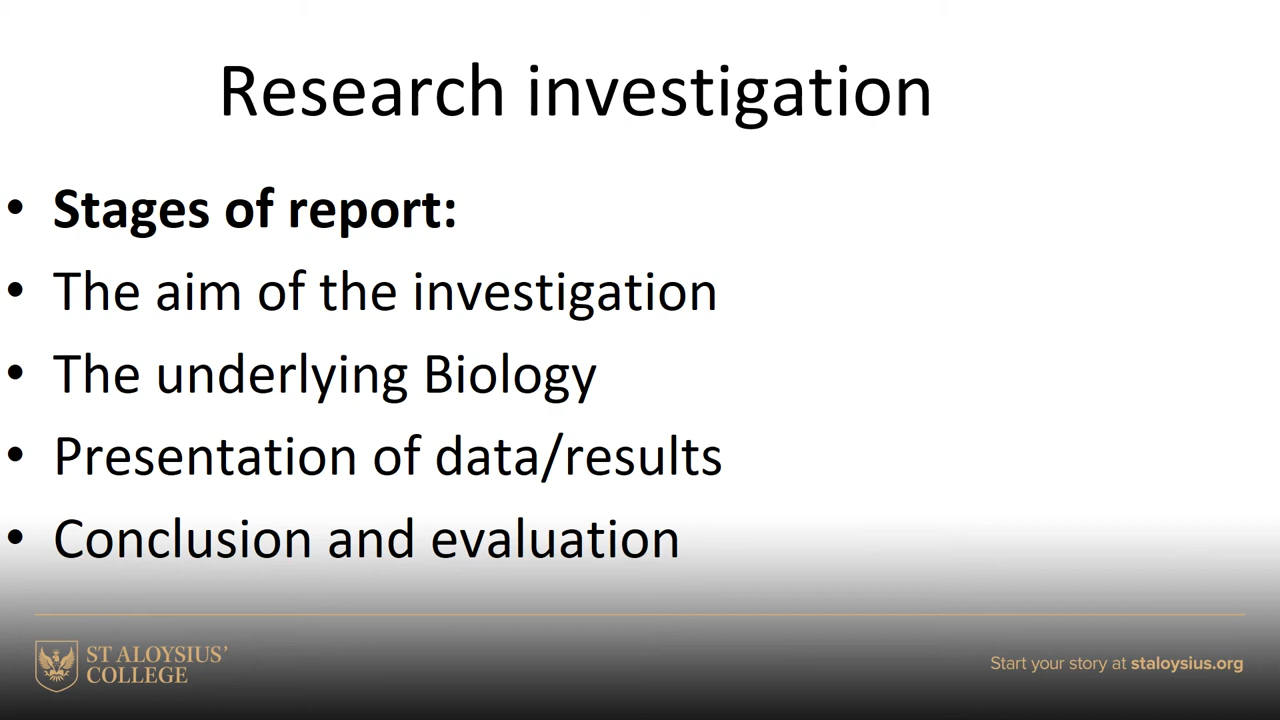 Research investigation
• Stages of report:
• The aim of the investigation
• The underlying Biology
• Presentation of data/results
• Conclusion and evaluation
ST ALOYSIUS'
COLLEGE
Start your story at staloysius.org